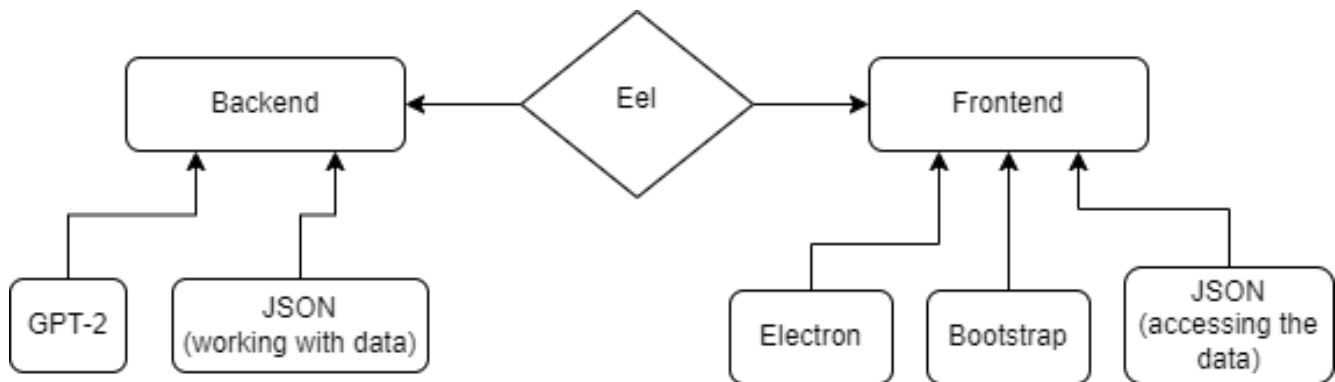 Backend
Eel
Frontend
GPT-2
JSON
(working with data)
Electron
Bootstrap
JSON
(accessing the
data)